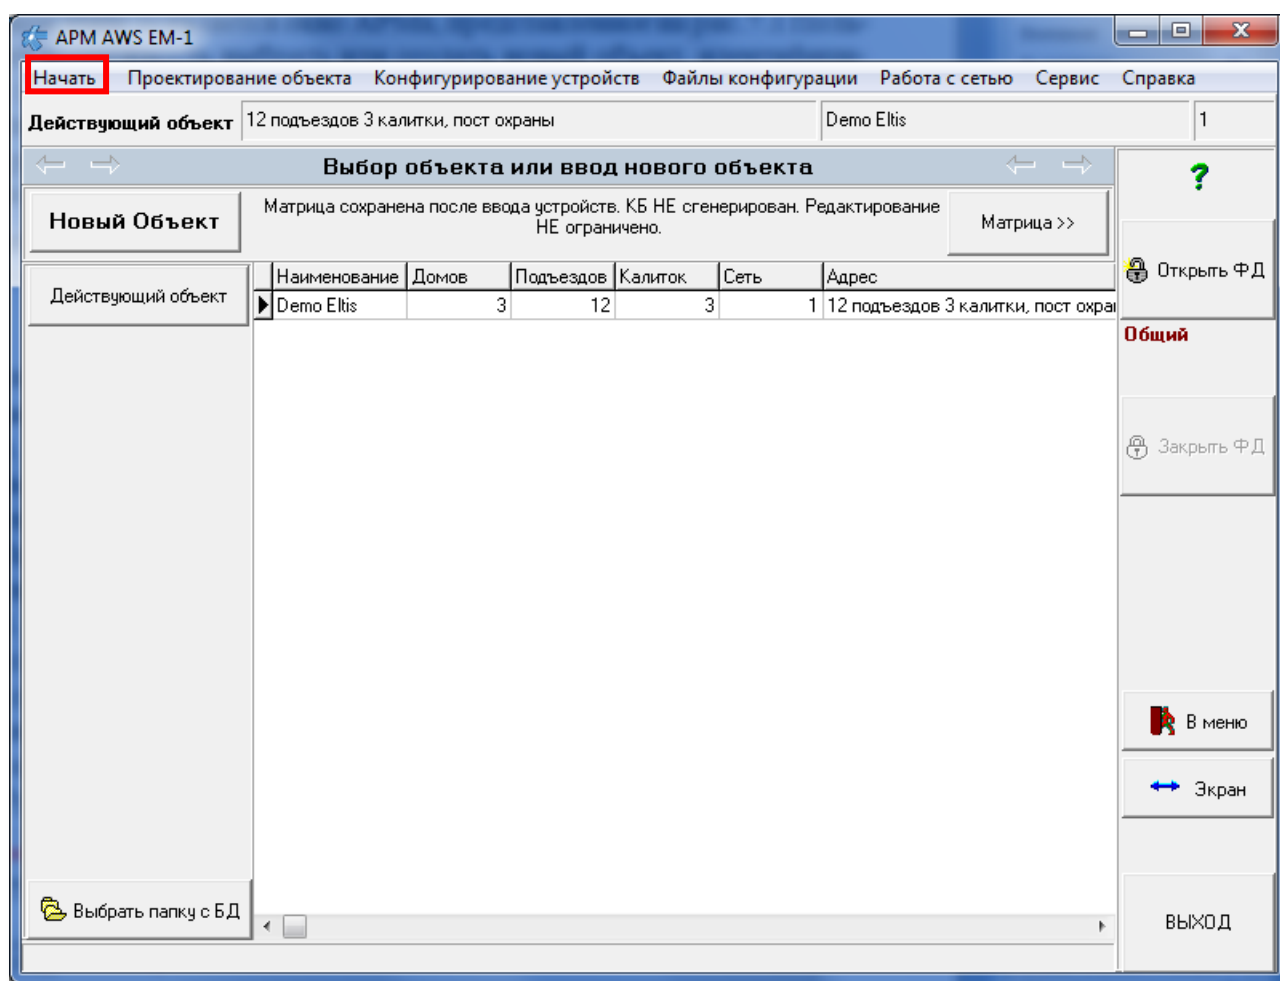 APM AWS EM-1
Начать Проектирование объекта Конфигурирование устройств Файлы конфигурации Работа с сетью Сервис Справка
Действующий объект 12 подъездов 3 калитки, пост охраны Demo Eltis 1
Выбор объекта или ввод нового объекта
?
Новый Объект
Матрица сохранена после ввода устройств. КБ НЕ сгенерирован. Редактирование
НЕ ограничено.
Матрица >>
Открыть ФД
Действующий объект
Наименование Домов Подъездов Калиток Сеть Адрес
Demo Eltis 3 12 3 1 12 подъездов 3 калитки, пост охра
Общий
Закрыть ФД
В меню
Экран
Выбрать папку с БД
ВЫХОД